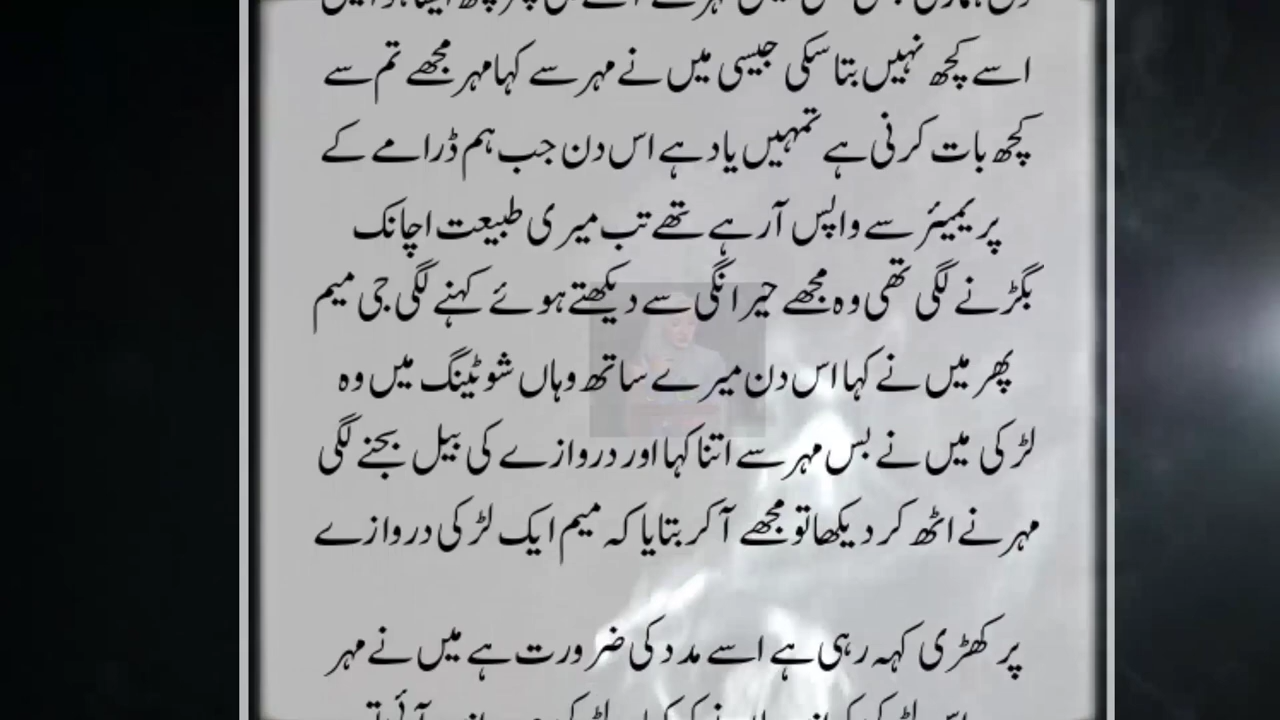 اسے کچھ نہیں بتا سکی جیسی میں نے مہر سے کہا مہر مجھے تم سے
کچھ بات کرنی ہے تمہیں یاد ہے اس دن جب ہم ڈرامے کے
پریمیئر سے واپس آرہے تھے تب میری طبیعت اچانک
بگڑنے لگی تھی وہ مجھے حیرانگی سے دیکھتے ہوئے کہنے لگی جی میم
پھر میں نے کہا اس دن میرے ساتھ وہاں شوٹینگ میں وہ
لڑکی میں نے بس مہر سے اتنا کہا اور دروازے کی بیل بجنے لگی
مہر نے اٹھ کر دیکھا تو مجھے آکر بتایا کہ میم ایک لڑکی دروازے
پر کھڑی کہہ رہی ہے اسے مدد کی ضرورت ہے میں نے مہر